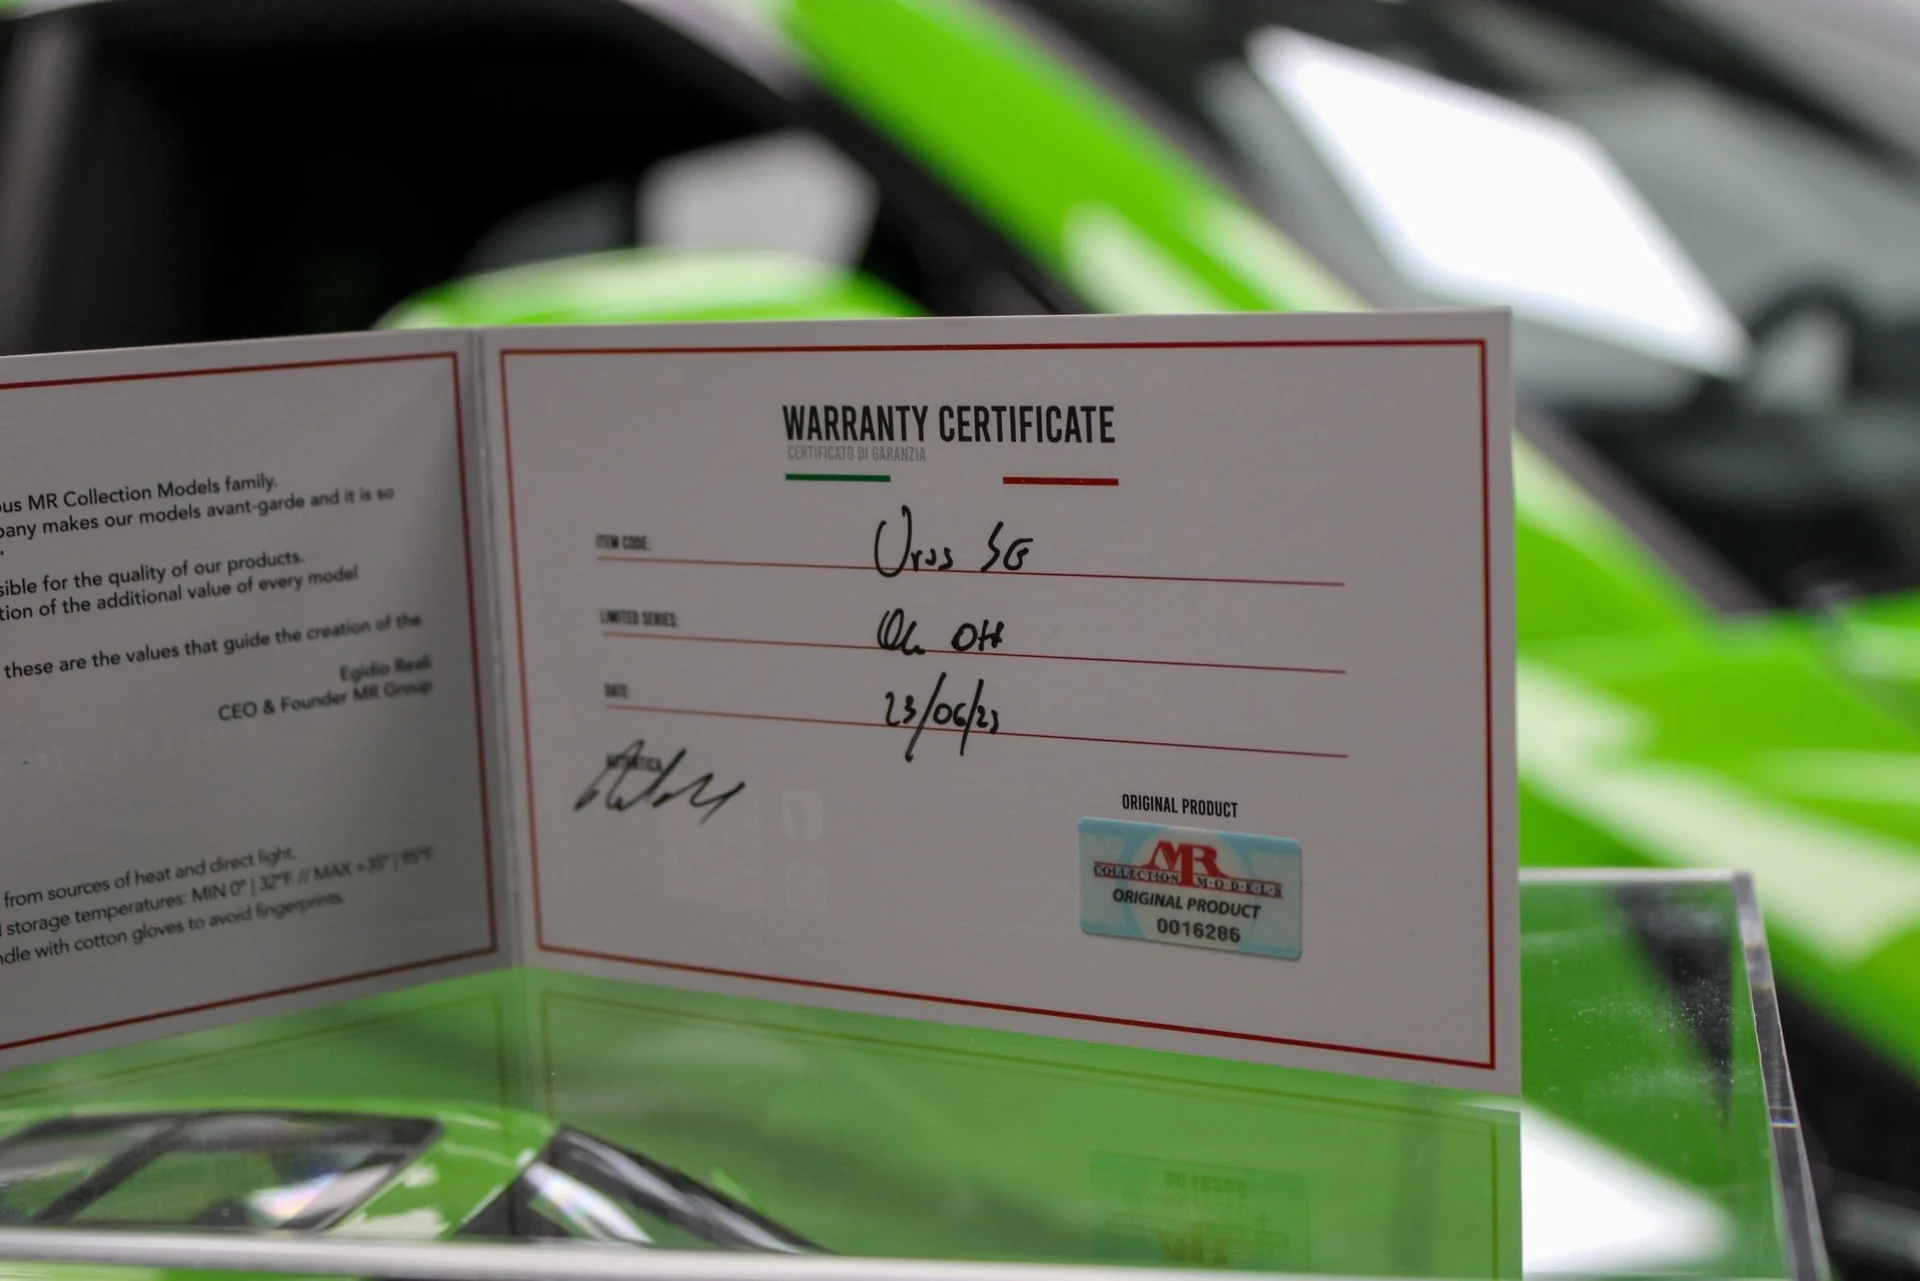 ous MR Collection Models family.
pany makes our models avant-garde and it is so
sible for the quality of our products.
tion of the additional value of every model
these are the values that guide the creation of the
Egidio Reali
CEO & Founder MR Group
from sources of heat and direct light.
storage temperatures: MIN 0° | 32°F // MAX +35° | 95°F
ndle with cotton gloves to avoid fingerprints.
WARRANTY CERTIFICATE
CERTIFICATO DI GARANZIA
ITEM CODE: Urus SE
LIMITED SERIES:
DATE: 23/06/23
AUTENTICA
ORIGINAL PRODUCT
MR
COLLECTION MODELS
ORIGINAL PRODUCT
0016286